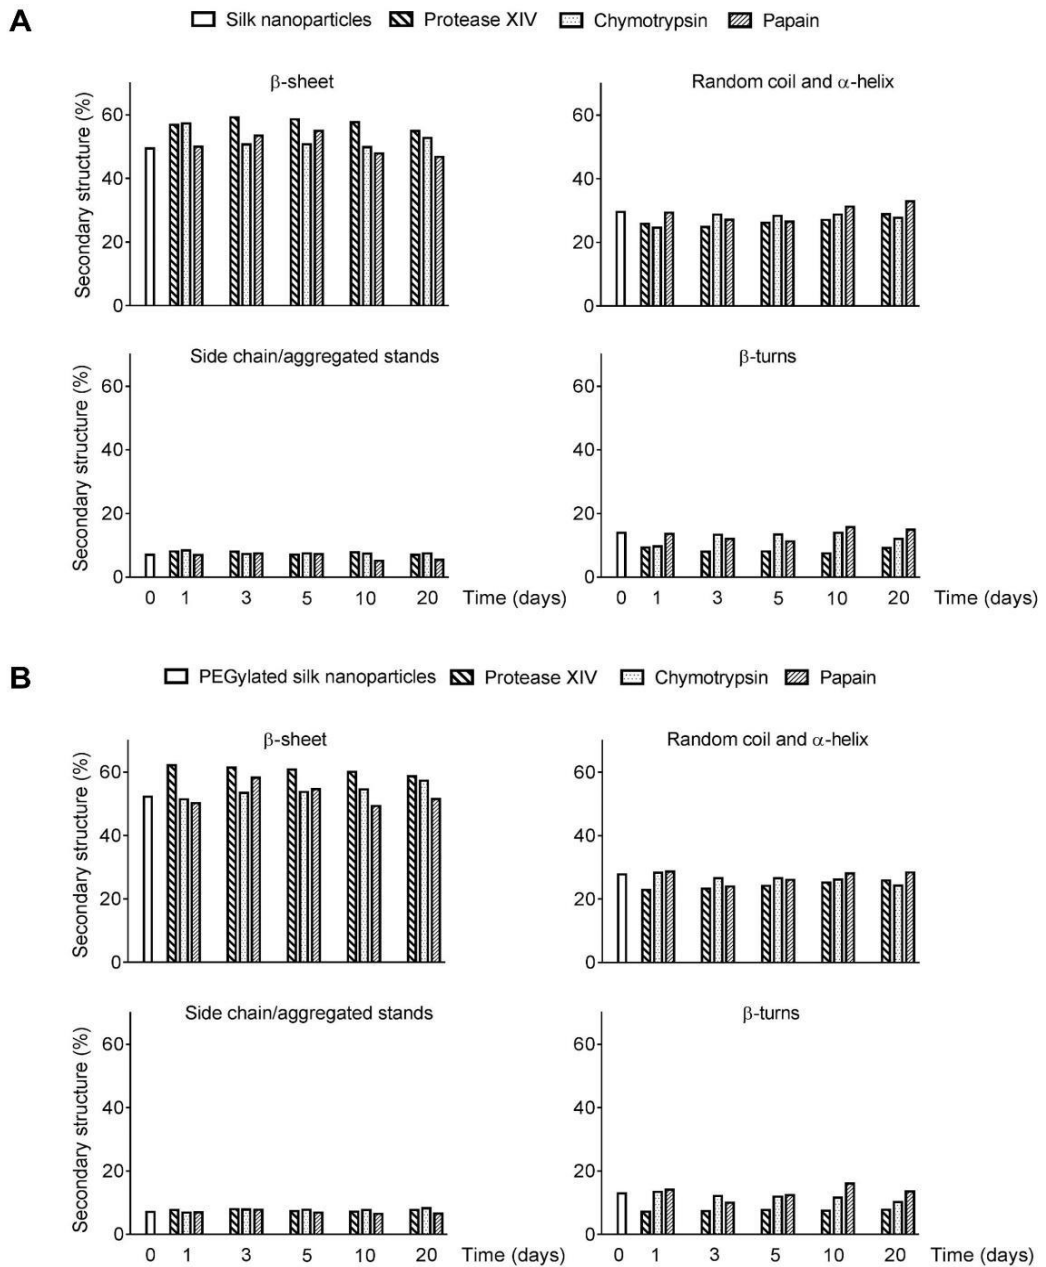 A
Silk nanoparticles Protease XIV Chymotrypsin Papain
β-sheet
Random coil and α-helix
Secondary structure (%)
60
40
20
0
60
40
20
0
Side chain/aggregated stands
β-turns
Secondary structure (%)
60
40
20
0
60
40
20
0
0 1 3 5 10 20 Time (days)
0 1 3 5 10 20 Time (days)
B
PEGylated silk nanoparticles Protease XIV Chymotrypsin Papain
β-sheet
Random coil and α-helix
Secondary structure (%)
60
40
20
0
60
40
20
0
Side chain/aggregated stands
β-turns
Secondary structure (%)
60
40
20
0
60
40
20
0
0 1 3 5 10 20 Time (days)
0 1 3 5 10 20 Time (days)